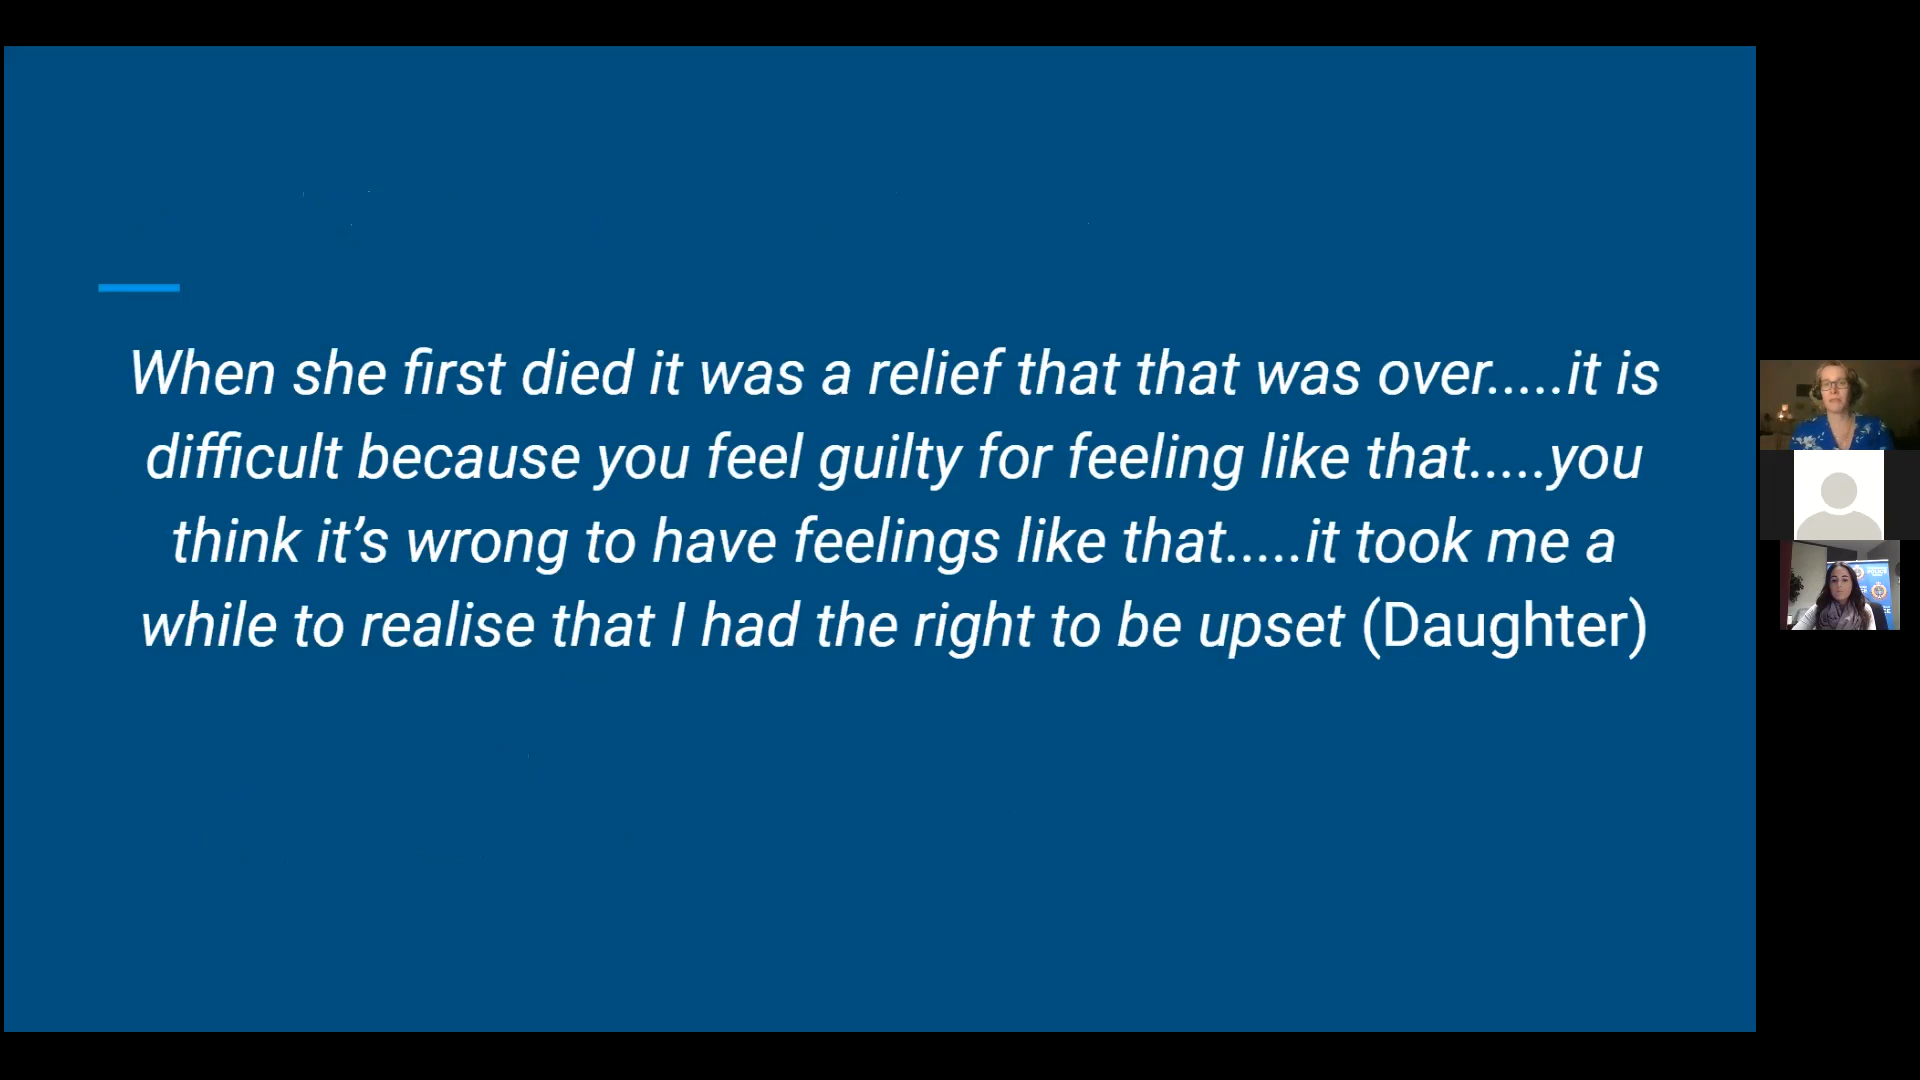 When she first died it was a relief that that was over.....it is
difficult because you feel guilty for feeling like that.....you
think it’s wrong to have feelings like that.....it took me a
while to realise that I had the right to be upset (Daughter)
POLICE